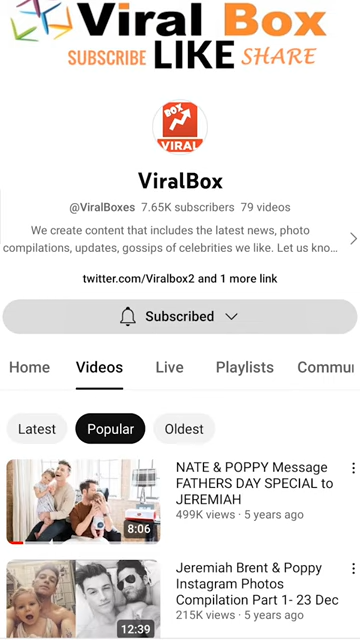 Viral Box
SUBSCRIBE LIKE SHARE
BOX
VIRAL
ViralBox
@ViralBoxes 7.65K subscribers 79 videos
We create content that includes the latest news, photo
compilations, updates, gossips of celebrities we like. Let us kno...
twitter.com/Viralbox2 and 1 more link
Subscribed
Home Videos Live Playlists Commu
Latest Popular Oldest
NATE & POPPY Message
FATHERS DAY SPECIAL to
JEREMIAH
499K views · 5 years ago
8:06
Jeremiah Brent & Poppy
Instagram Photos
Compilation Part 1- 23 Dec
215K views · 5 years ago
12:39